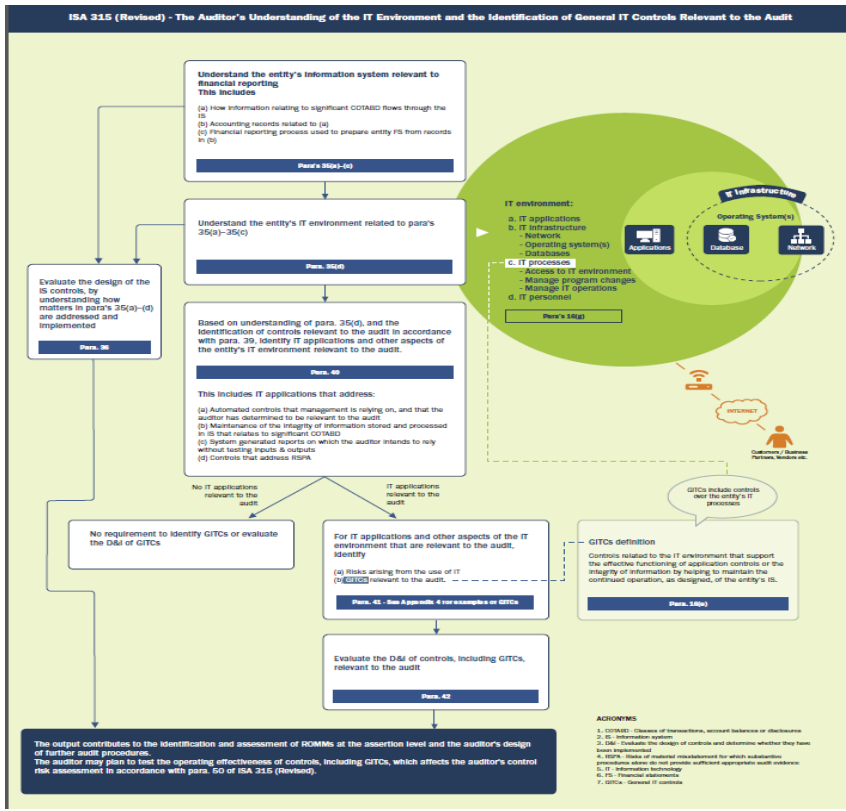 ISA 315 (Revised) - The Auditor's Understanding of the IT Environment and the Identification of General IT Controls Relevant to the Audit
Understand the entity's information system relevant to
financial reporting
This includes
(a) How information relating to significant COTABD flows through the
IS
(b) Accounting records related to (a)
(c) Financial reporting process used to prepare entity FS from records
in (b)
Para's 35(a)–(c)
Understand the entity's IT environment related to para's
35(a)–35(c)
Para. 35(d)
Evaluate the design of the
IS controls, by
understanding how
matters in para's 35(a)–(d)
are addressed and
implemented
Para. 36
Based on understanding of para. 35(d), and the
identification of controls relevant to the audit in accordance
with para. 39, identify IT applications and other aspects of
the entity's IT environment relevant to the audit.
Para. 40
This includes IT applications that address:
(a) Automated controls that management is relying on, and that the
auditor has determined to be relevant to the audit
(b) Maintenance of the integrity of information stored and processed
in IS that relates to significant COTABD
(c) System generated reports on which the auditor intends to rely
without testing inputs & outputs
(d) Controls that address RSPA
IT environment:
a. IT applications
b. IT infrastructure
- Network
- Operating system(s)
- Databases
c. IT processes
- Access to IT environment
- Manage program changes
- Manage IT operations
d. IT personnel
Para's 16(g)
IT Infrastructure
Operating System(s)
Applications
Database
Network
INTERNET
Customers / Business
Partners, Vendors etc.
No IT applications
relevant to the
audit
IT applications
relevant to the
audit
No requirement to identify GITCs or evaluate
the D&I of GITCs
For IT applications and other aspects of the IT
environment that are relevant to the audit,
identify
(a) Risks arising from the use of IT
(b) GITCs relevant to the audit.
Para. 41 - See Appendix 4 for examples or GITCs
GITCs include controls
over the entity's IT
processes
GITCs definition
Controls related to the IT environment that support
the effective functioning of application controls or the
integrity of information by helping to maintain the
continued operation, as designed, of the entity's IS.
Para. 16(e)
Evaluate the D&I of controls, including GITCs,
relevant to the audit
Para. 42
The output contributes to the identification and assessment of ROMMs at the assertion level and the auditor's design
of further audit procedures.
The auditor may plan to test the operating effectiveness of controls, including GITCs, which affects the auditor's control
risk assessment in accordance with para. 50 of ISA 315 (Revised).
ACRONYMS
1. COTABD - Classes of transactions, account balances or disclosures
2. IS - Information system
3. D&I - Evaluate the design of controls and determine whether they have
been implemented
4. RSPA - Risks of material misstatement for which substantive
procedures alone do not provide sufficient appropriate audit evidence
5. IT - Information technology
6. FS - Financial statements
7. GITCs - General IT controls